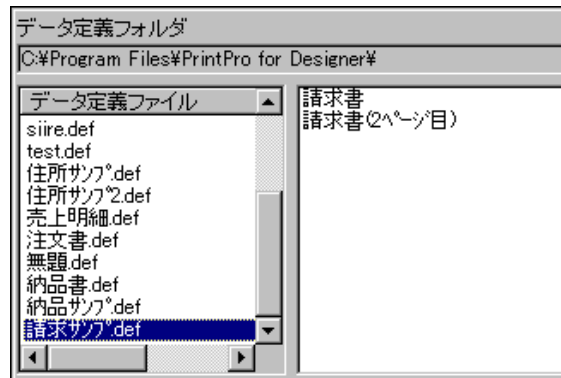 データ定義フォルダ
C:¥Program Files¥PrintPro for Designer¥
データ定義ファイル
siire.def
test.def
住所サンプ.def
住所サンプ2.def
売上明細.def
注文書.def
無題.def
納品書.def
納品サンプ.def
請求サンプ.def
請求書
請求書(2ページ目)